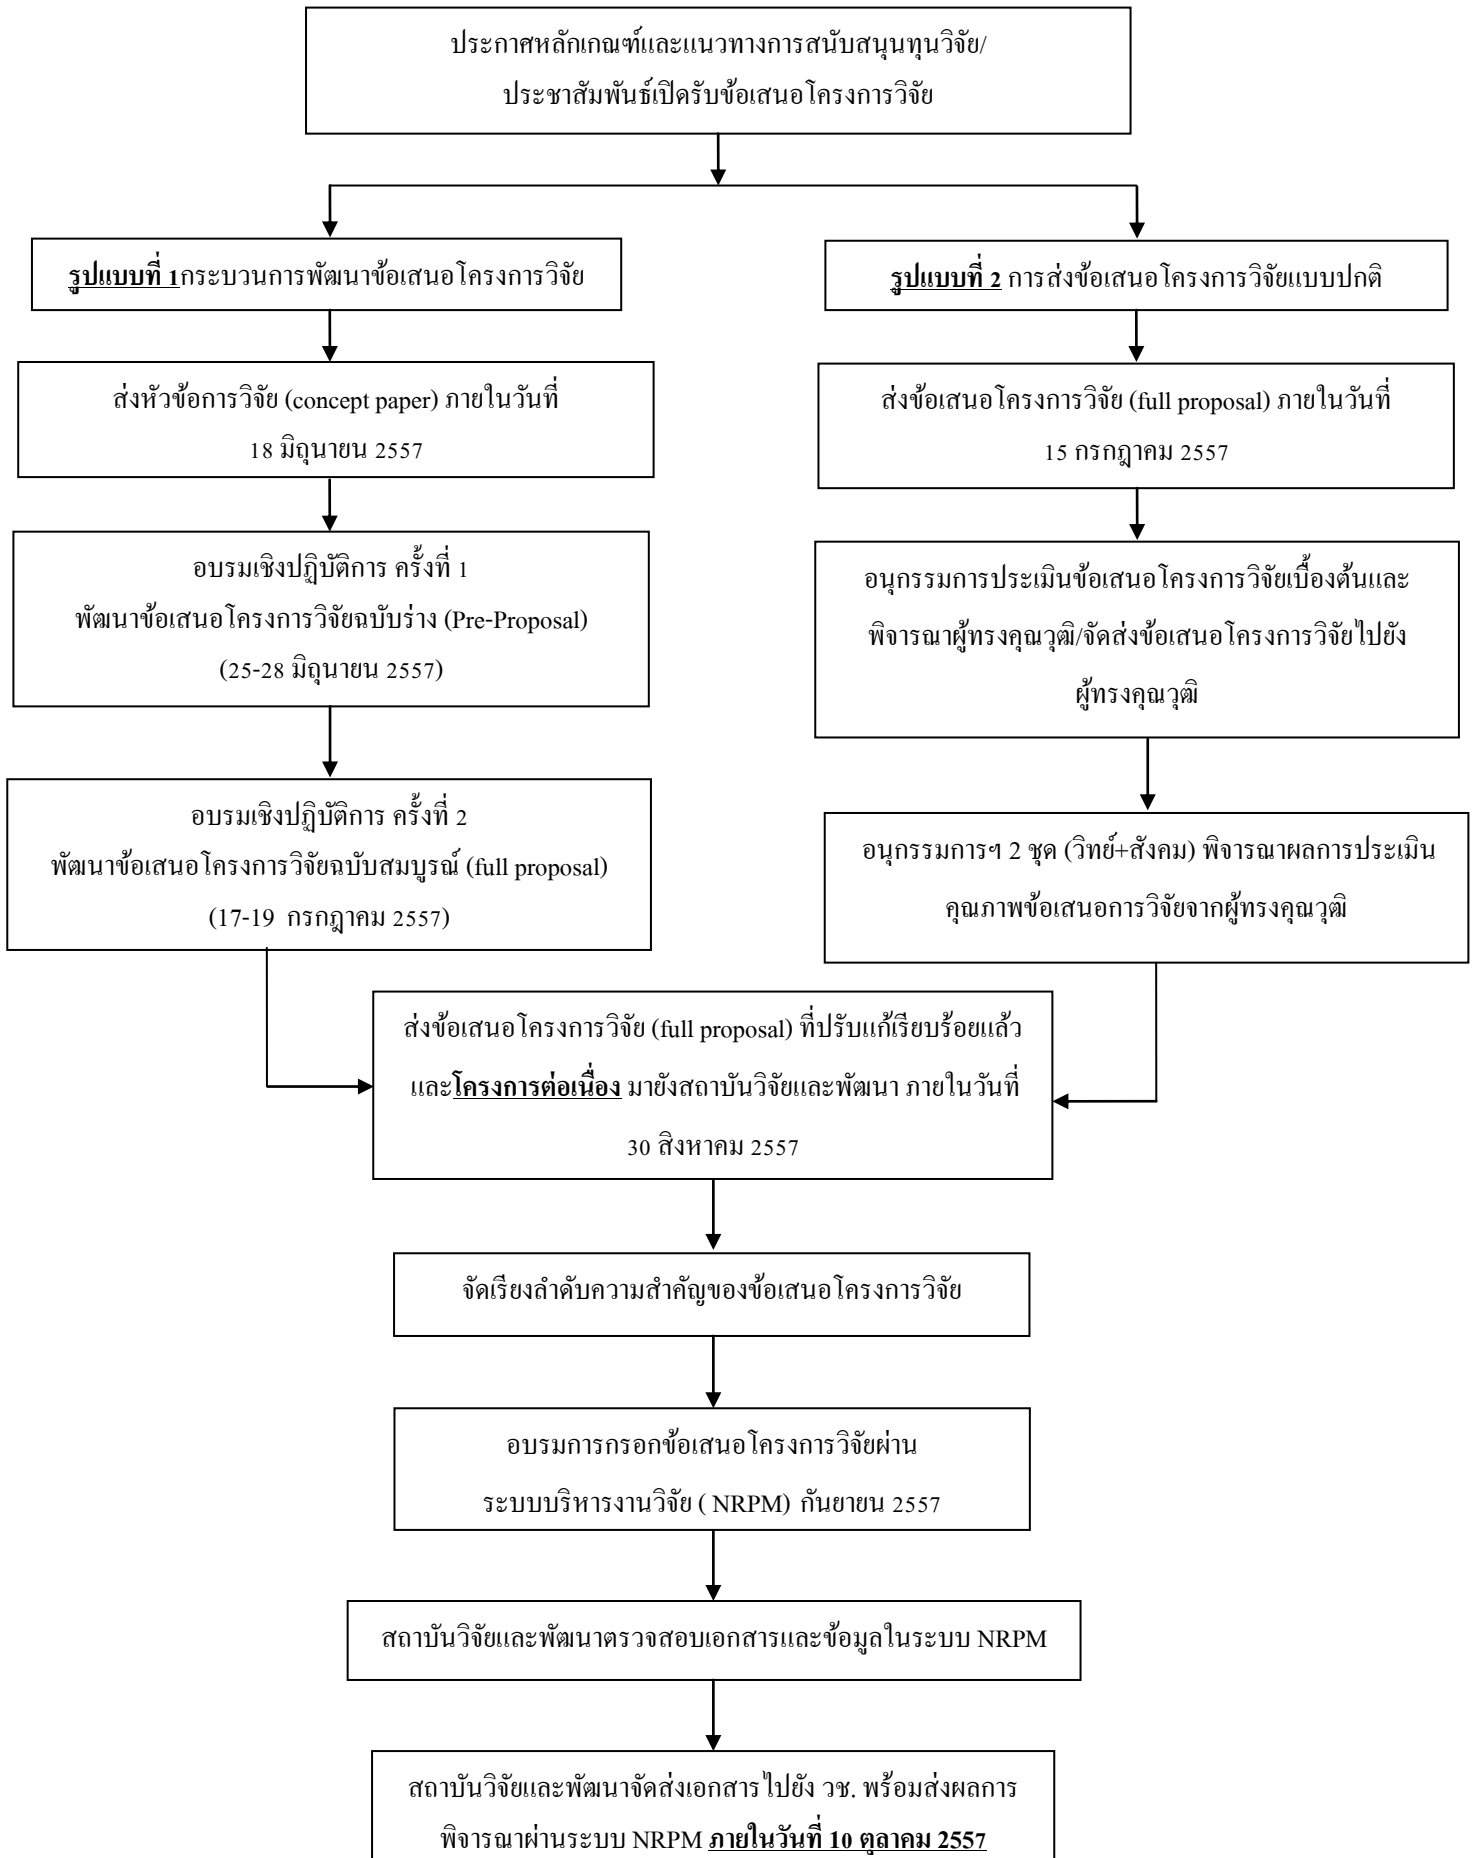 ประกาศหลักเกณฑ์และแนวทางการสนับสนุนทุนวิจัย/
ประชาสัมพันธ์เปิดรับข้อเสนอโครงการวิจัย
รูปแบบที่ 1กระบวนการพัฒนาข้อเสนอโครงการวิจัย
ส่งหัวข้อการวิจัย (concept paper) ภายในวันที่
18 มิถุนายน 2557
อบรมเชิงปฏิบัติการ ครั้งที่ 1
พัฒนาข้อเสนอโครงการวิจัยฉบับร่าง (Pre-Proposal)
(25-28 มิถุนายน 2557)
อบรมเชิงปฏิบัติการ ครั้งที่ 2
พัฒนาข้อเสนอโครงการวิจัยฉบับสมบูรณ์ (full proposal)
(17-19 กรกฎาคม 2557)
รูปแบบที่ 2 การส่งข้อเสนอโครงการวิจัยแบบปกติ
ส่งข้อเสนอโครงการวิจัย (full proposal) ภายในวันที่
15 กรกฎาคม 2557
อนุกรรมการประเมินข้อเสนอโครงการวิจัยเบื้องต้นและ
พิจารณาผู้ทรงคุณวุฒิ/จัดส่งข้อเสนอโครงการวิจัยไปยัง
ผู้ทรงคุณวุฒิ
อนุกรรมการฯ 2 ชุด (วิทย์+สังคม) พิจารณาผลการประเมิน
คุณภาพข้อเสนอการวิจัยจากผู้ทรงคุณวุฒิ
ส่งข้อเสนอโครงการวิจัย (full proposal) ที่ปรับแก้เรียบร้อยแล้ว
และโครงการต่อเนื่อง มายังสถาบันวิจัยและพัฒนา ภายในวันที่
30 สิงหาคม 2557
จัดเรียงลำดับความสำคัญของข้อเสนอโครงการวิจัย
อบรมการกรอกข้อเสนอโครงการวิจัยผ่าน
ระบบบริหารงานวิจัย ( NRPM) กันยายน 2557
สถาบันวิจัยและพัฒนาตรวจสอบเอกสารและข้อมูลในระบบ NRPM
สถาบันวิจัยและพัฒนาจัดส่งเอกสารไปยัง วช. พร้อมส่งผลการ
พิจารณาผ่านระบบ NRPM ภายในวันที่ 10 ตุลาคม 2557